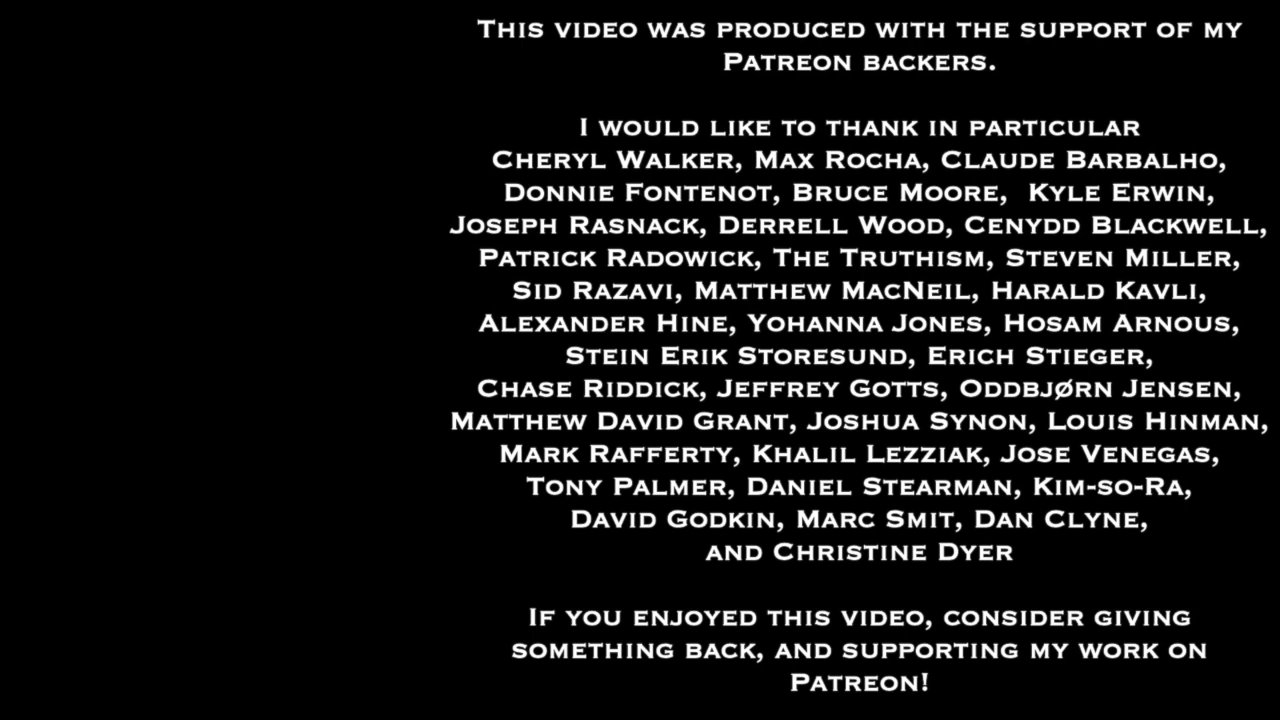 This video was produced with the support of my
Patreon backers.
I would like to thank in particular
Cheryl Walker, Max Rocha, Claude Barbalho,
Donnie Fontenot, Bruce Moore,  Kyle Erwin,
Joseph Rasnack, Derrell Wood, Cenydd Blackwell,
Patrick Radowick, The Truthism, Steven Miller,
Sid Razavi, Matthew MacNeil, Harald Kavli,
Alexander Hine, Yohanna Jones, Hosam Arnous,
Stein Erik Storesund, Erich Stieger,
Chase Riddick, Jeffrey Gotts, Oddbjørn Jensen,
Matthew David Grant, Joshua Synon, Louis Hinman,
Mark Rafferty, Khalil Lezziak, Jose Venegas,
Tony Palmer, Daniel Stearman, Kim-so-Ra,
David Godkin, Marc Smit, Dan Clyne,
and Christine Dyer
If you enjoyed this video, consider giving
something back, and supporting my work on
Patreon!